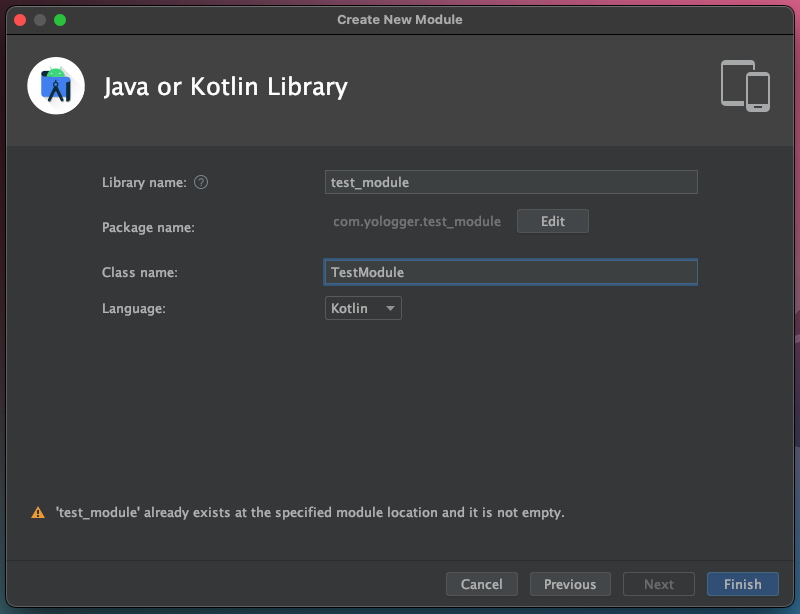 Create New Module
Java or Kotlin Library
Library name: ?
test_module
Package name:
com.yologger.test_module
Edit
Class name:
TestModule
Language:
Kotlin
'test_module' already exists at the specified module location and it is not empty.
Cancel
Previous
Next
Finish